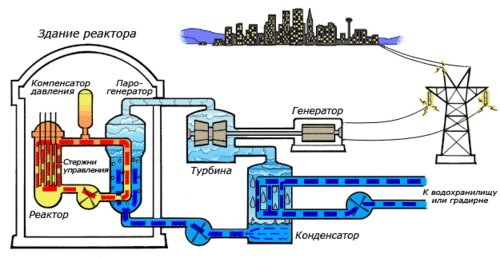 Здание реактора
Компенсатор
давления
Паро-
генератор
Генератор
Стержни
управления
Турбина
К водохранилищу
или градирне
Реактор
Конденсатор